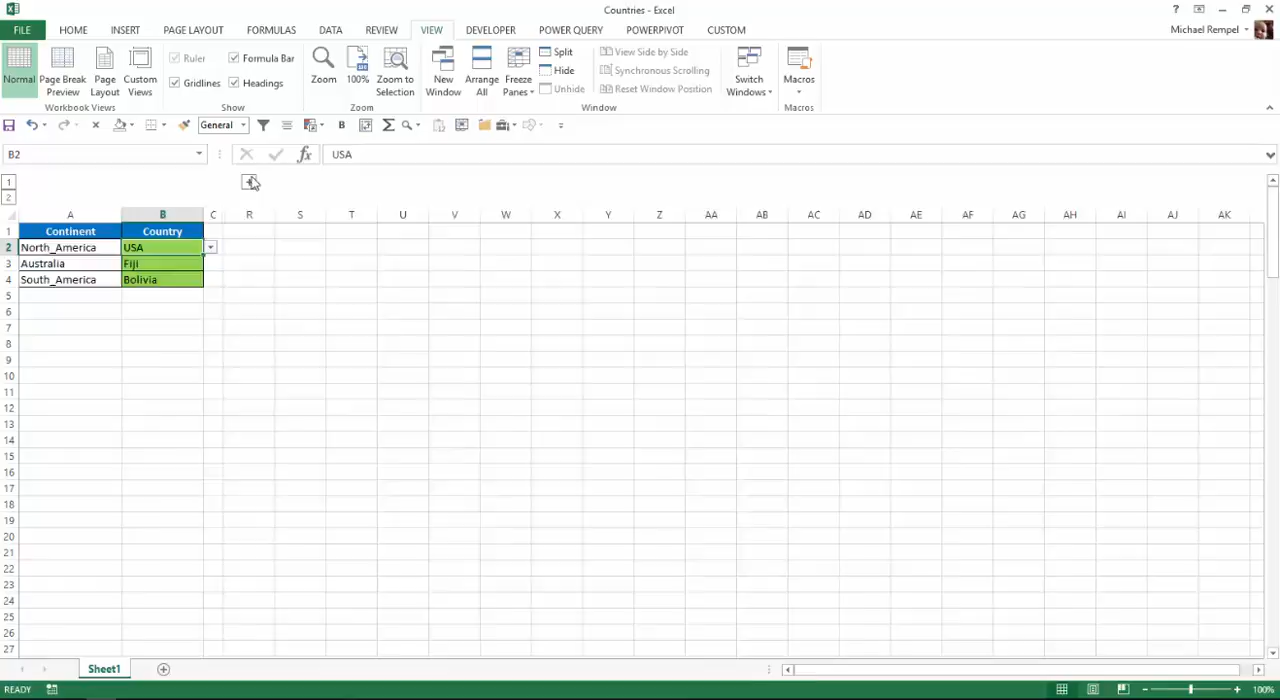 Countries - Excel
FILE HOME INSERT PAGE LAYOUT FORMULAS DATA REVIEW VIEW DEVELOPER POWER QUERY POWERPIVOT CUSTOM Michael Rempel
Normal Page Break Preview Page Layout Custom Views
Workbook Views
Ruler Formula Bar
Gridlines Headings
Show
Zoom 100% Zoom to Selection
Zoom
New Window Arrange All Freeze Panes
Split
Hide
Unhide
View Side by Side
Synchronous Scrolling
Reset Window Position
Window
Switch Windows
Macros
Macros
General B
B2 fx USA
1
2
A B C R S T U V W X Y Z AA AB AC AD AE AF AG AH AI AJ AK
1 Continent Country
2 North_America USA
3 Australia Fiji
4 South_America Bolivia
5
6
7
8
9
10
11
12
13
14
15
16
17
18
19
20
21
22
23
24
25
26
27
Sheet1
READY 100%